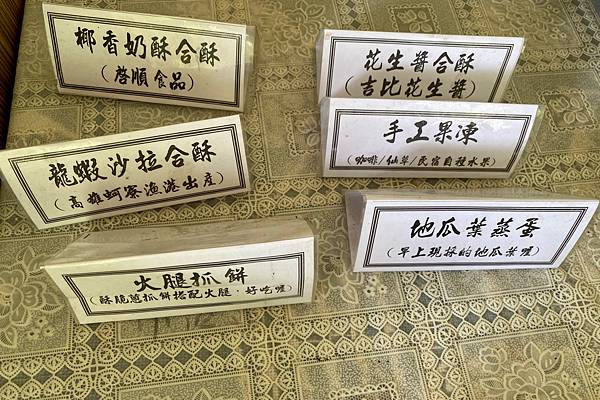 椰香奶酥合酥
(啓順食品)
花生醬合酥
(吉比花生醬)
龍蝦沙拉合酥
(高雄蚵寮漁港出産)
手工果凍
(咖啡/仙草/民宿自種水果)
火腿抓餅
(酥脆蔥抓餅搭配火腿‧好吃喔)
地瓜葉蒸蛋
(早上現採的地瓜葉喔)